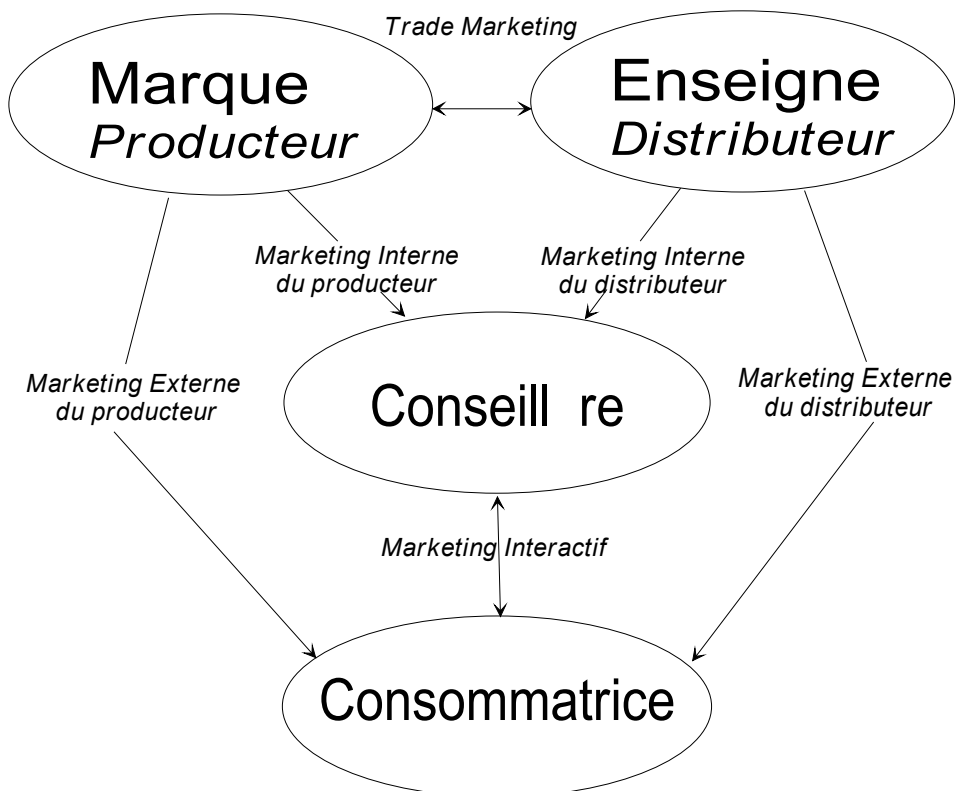 Trade Marketing
Marque
Producteur
Enseigne
Distributeur
Marketing Interne
du producteur
Marketing Interne
du distributeur
Marketing Externe
du producteur
Conseill re
Marketing Externe
du distributeur
Marketing Interactif
Consommatrice